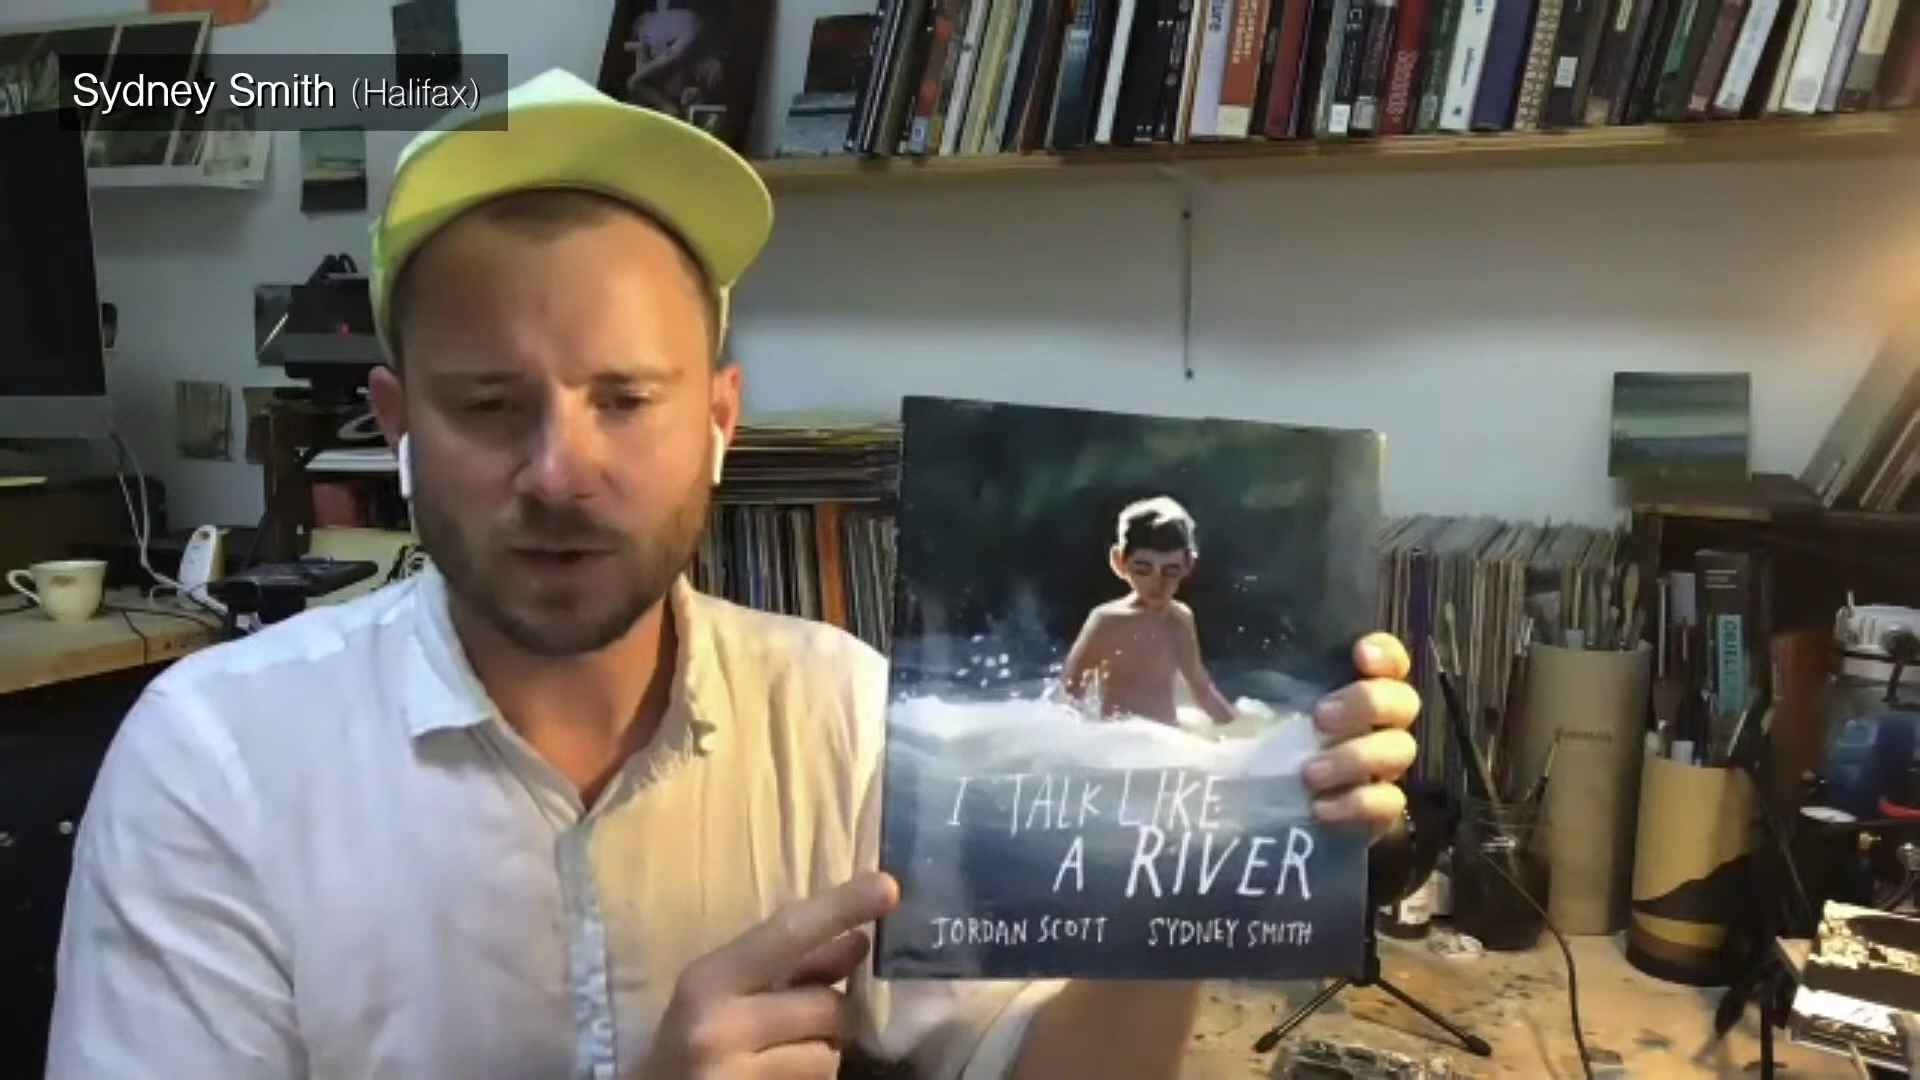 Sydney Smith (Halifax)
I TALK LIKE
A RIVER
JORDAN SCOTT SYDNEY SMITH